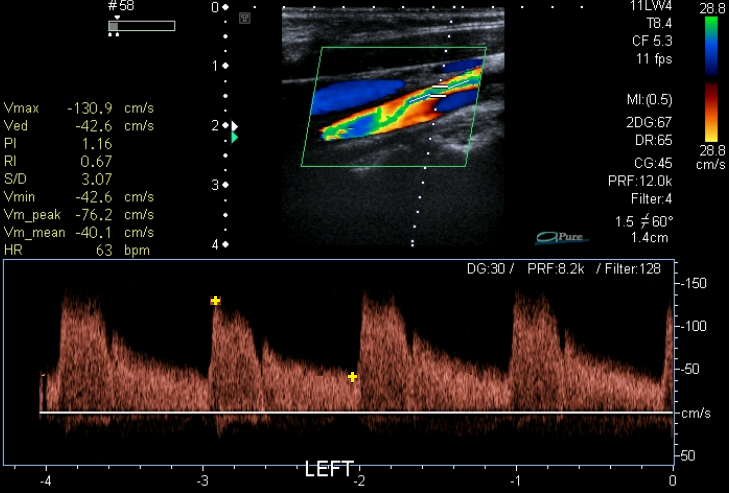 #58
Vmax -130.9 cm/s
Ved -42.6 cm/s
PI 1.16
RI 0.67
S/D 3.07
Vmin -42.6 cm/s
Vm_peak -76.2 cm/s
Vm_mean -40.1 cm/s
HR 63 bpm
0
1
2
3
4
11LW4
T8.4
CF 5.3
11 fps
MI:(0.5)
2DG:67
DR:65
CG:45
PRF:12.0k
Filter:4
1.5 60°
1.4cm
28.8
28.8
cm/s
APure
DG:30 / PRF:8.2k / Filter:128
-150
-100
-50
cm/s
50
LEFT
-4 -3 -2 -1 0